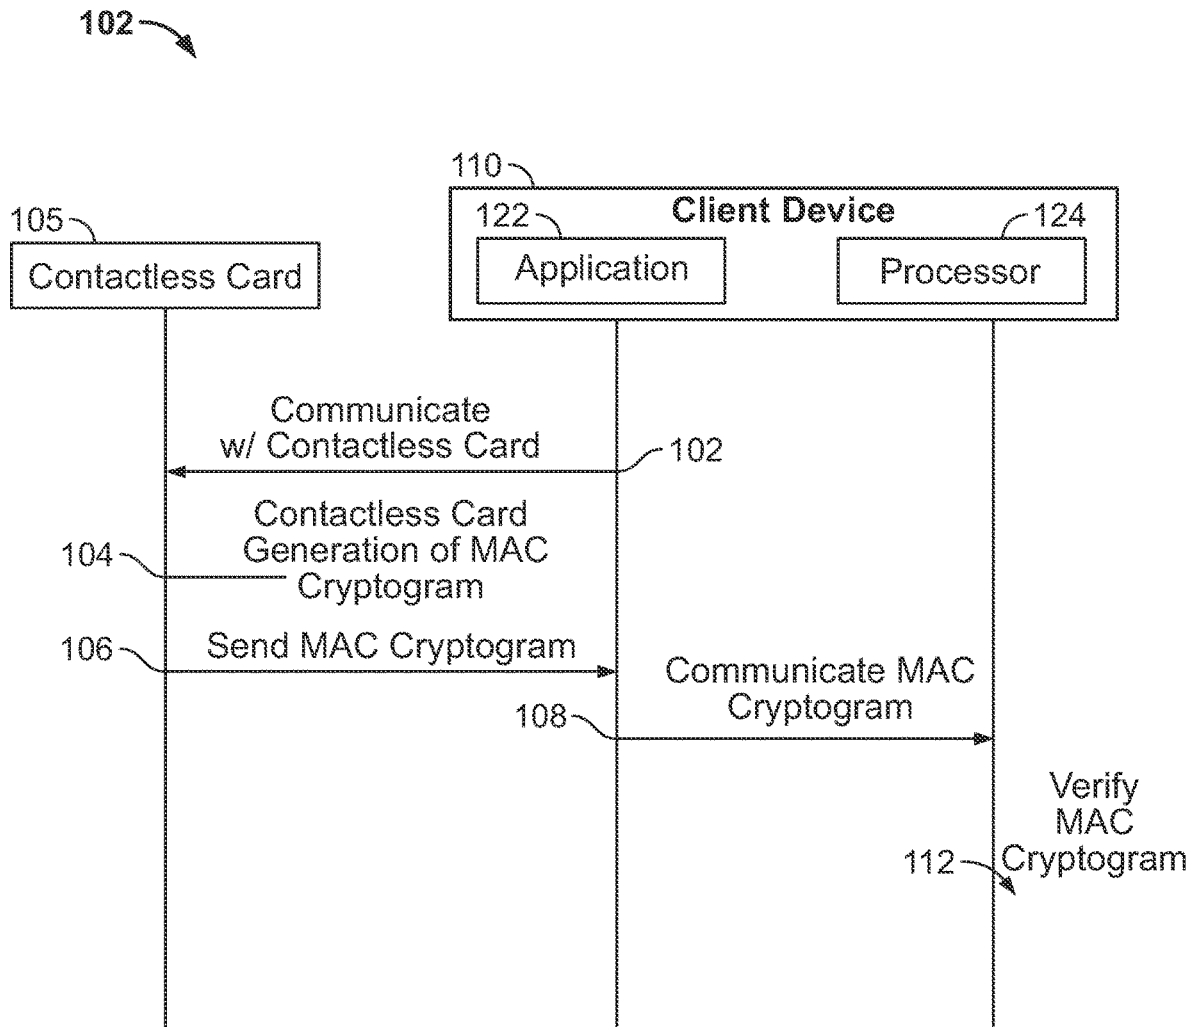 102
110
Client Device
105
122
124
Contactless Card
Application
Processor
Communicate
w/ Contactless Card
102
Contactless Card
Generation of MAC
Cryptogram
104
106
Send MAC Cryptogram
Communicate MAC
Cryptogram
108
Verify
MAC
Cryptogram
112